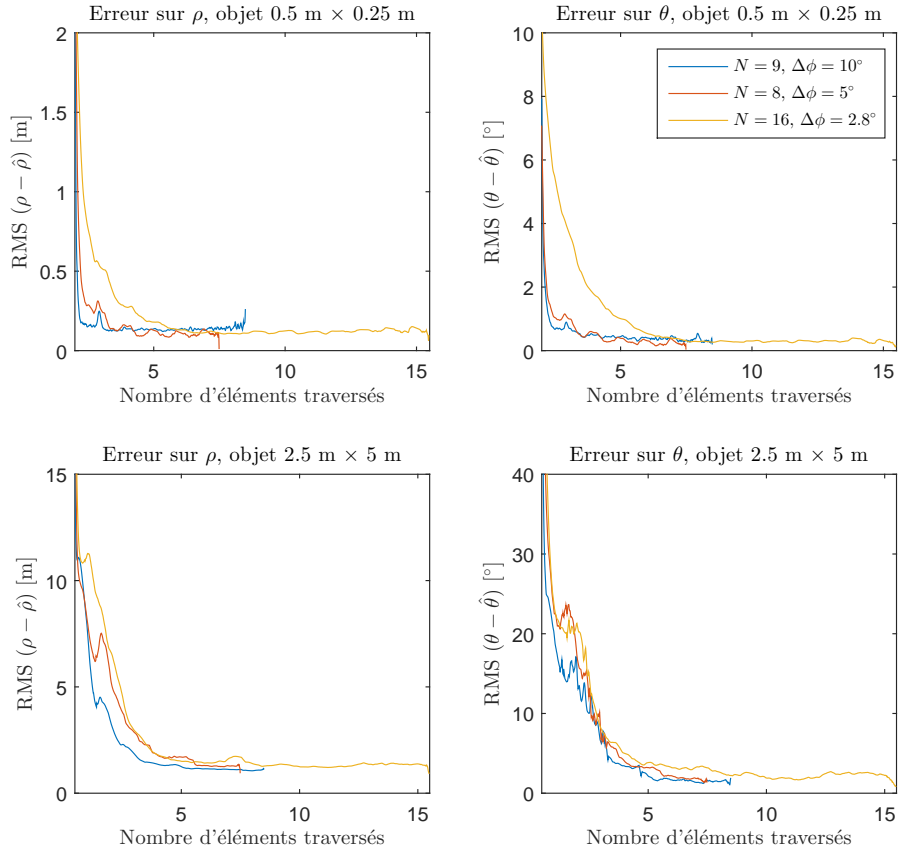 Erreur sur ρ, objet 0.5 m × 0.25 m
2
1.5
1
0.5
0
RMS (ρ − ρ̂) [m]
5
10
15
Nombre d'éléments traversés
Erreur sur θ, objet 0.5 m × 0.25 m
10
8
6
4
2
0
RMS (θ − θ̂) [°]
N = 9, Δϕ = 10°
N = 8, Δϕ = 5°
N = 16, Δϕ = 2.8°
5
10
15
Nombre d'éléments traversés
Erreur sur ρ, objet 2.5 m × 5 m
15
10
5
0
RMS (ρ − ρ̂) [m]
5
10
15
Nombre d'éléments traversés
Erreur sur θ, objet 2.5 m × 5 m
40
30
20
10
0
RMS (θ − θ̂) [°]
5
10
15
Nombre d'éléments traversés